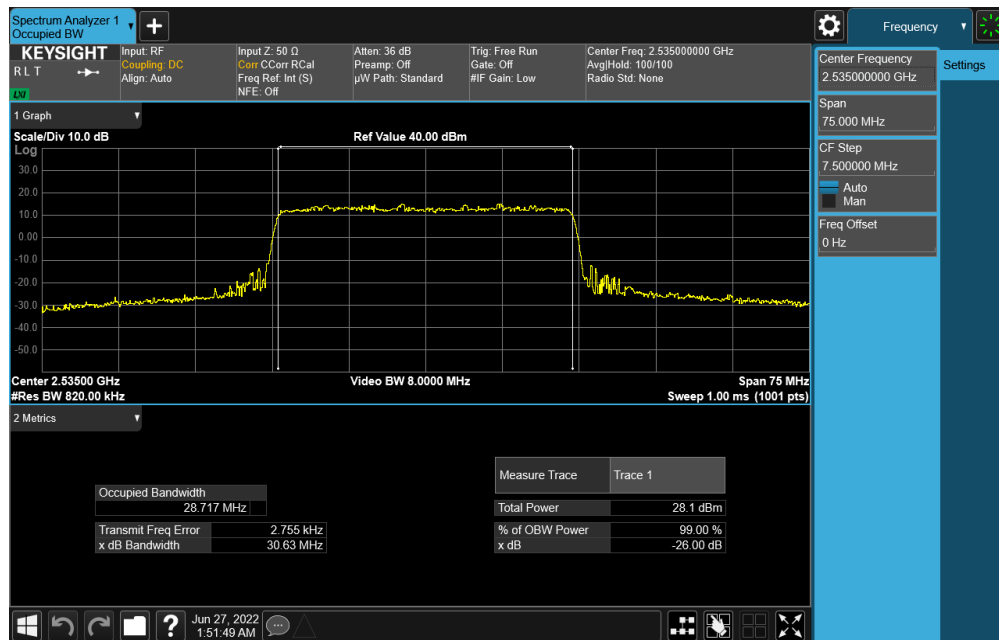 Spectrum Analyzer 1
Occupied BW
Frequency
KEYSIGHT
R L T
LXI
Input: RF
Coupling: DC
Align: Auto
Input Z: 50 Ω
Corr CCorr RCal
Freq Ref: Int (S)
NFE: Off
Atten: 36 dB
Preamp: Off
µW Path: Standard
Trig: Free Run
Gate: Off
#IF Gain: Low
Center Freq: 2.535000000 GHz
Avg|Hold: 100/100
Radio Std: None
Center Frequency
2.535000000 GHz
Settings
Span
75.000 MHz
CF Step
7.500000 MHz
Auto
Man
Freq Offset
0 Hz
1 Graph
Scale/Div 10.0 dB
Ref Value 40.00 dBm
Log
30.0
20.0
10.0
0.00
-10.0
-20.0
-30.0
-40.0
-50.0
Center 2.53500 GHz
Video BW 8.0000 MHz
Span 75 MHz
#Res BW 820.00 kHz
Sweep 1.00 ms (1001 pts)
2 Metrics
Measure Trace Trace 1
Occupied Bandwidth
28.717 MHz
Total Power 28.1 dBm
Transmit Freq Error 2.755 kHz
% of OBW Power 99.00 %
x dB Bandwidth 30.63 MHz
x dB -26.00 dB
?
Jun 27, 2022
1:51:49 AM